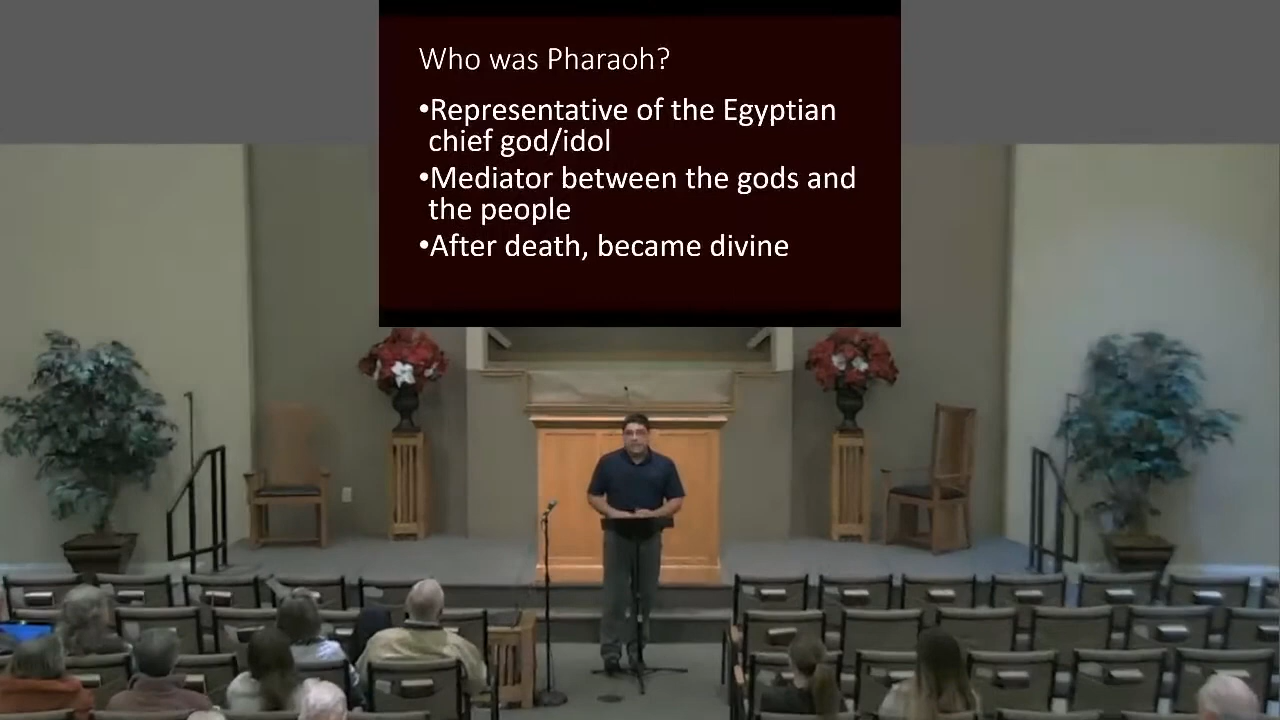 Who was Pharaoh?
•Representative of the Egyptian
chief god/idol
•Mediator between the gods and
the people
•After death, became divine